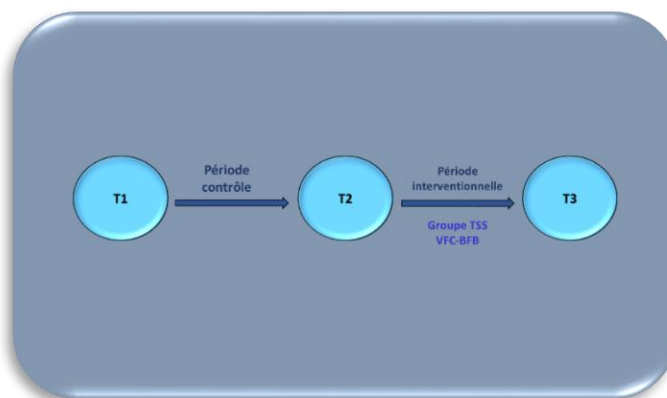 T1
Période
contrôle
T2
Période
interventionnelle
Groupe TSS
VFC-BFB
T3